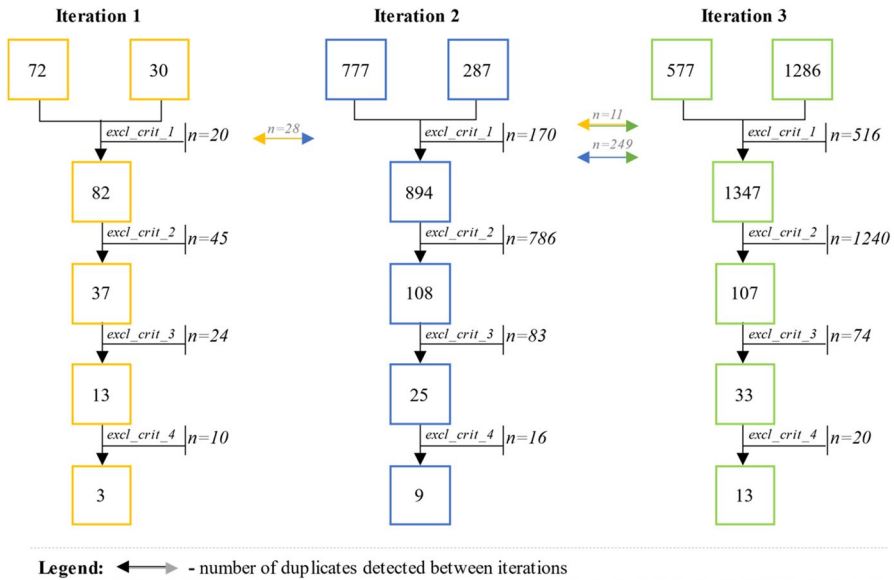 Iteration 1 Iteration 2 Iteration 3
72 30 777 287 577 1286
n=11
excl_crit_1 n=20 n=28 excl_crit_1 n=170 excl_crit_1 n=516
n=249
82 894 1347
excl_crit_2 n=45 excl_crit_2 n=786 excl_crit_2 n=1240
37 108 107
excl_crit_3 n=24 excl_crit_3 n=83 excl_crit_3 n=74
13 25 33
excl_crit_4 n=10 excl_crit_4 n=16 excl_crit_4 n=20
3 9 13
Legend: - number of duplicates detected between iterations